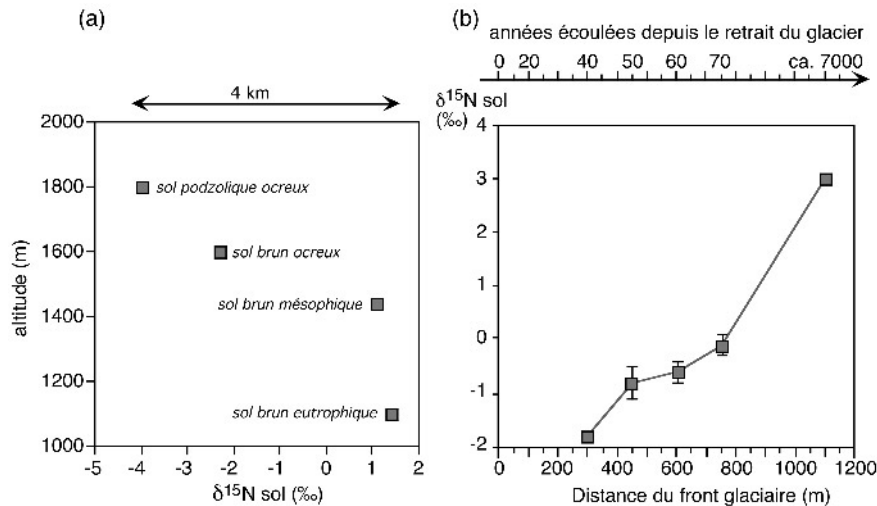 (a)
4 km
2000
1800
1600
1400
1200
1000
altitude (m)
sol podzolique ocreux
sol brun ocreux
sol brun mésophique
sol brun eutrophique
-5 -4 -3 -2 -1 0 1 2
δ15N sol (‰)
(b)
années écoulées depuis le retrait du glacier
0 20 40 50 60 70 ca. 7000
δ15N sol
(‰)
4
3
2
1
0
-1
-2
0 200 400 600 800 1000 1200
Distance du front glaciaire (m)